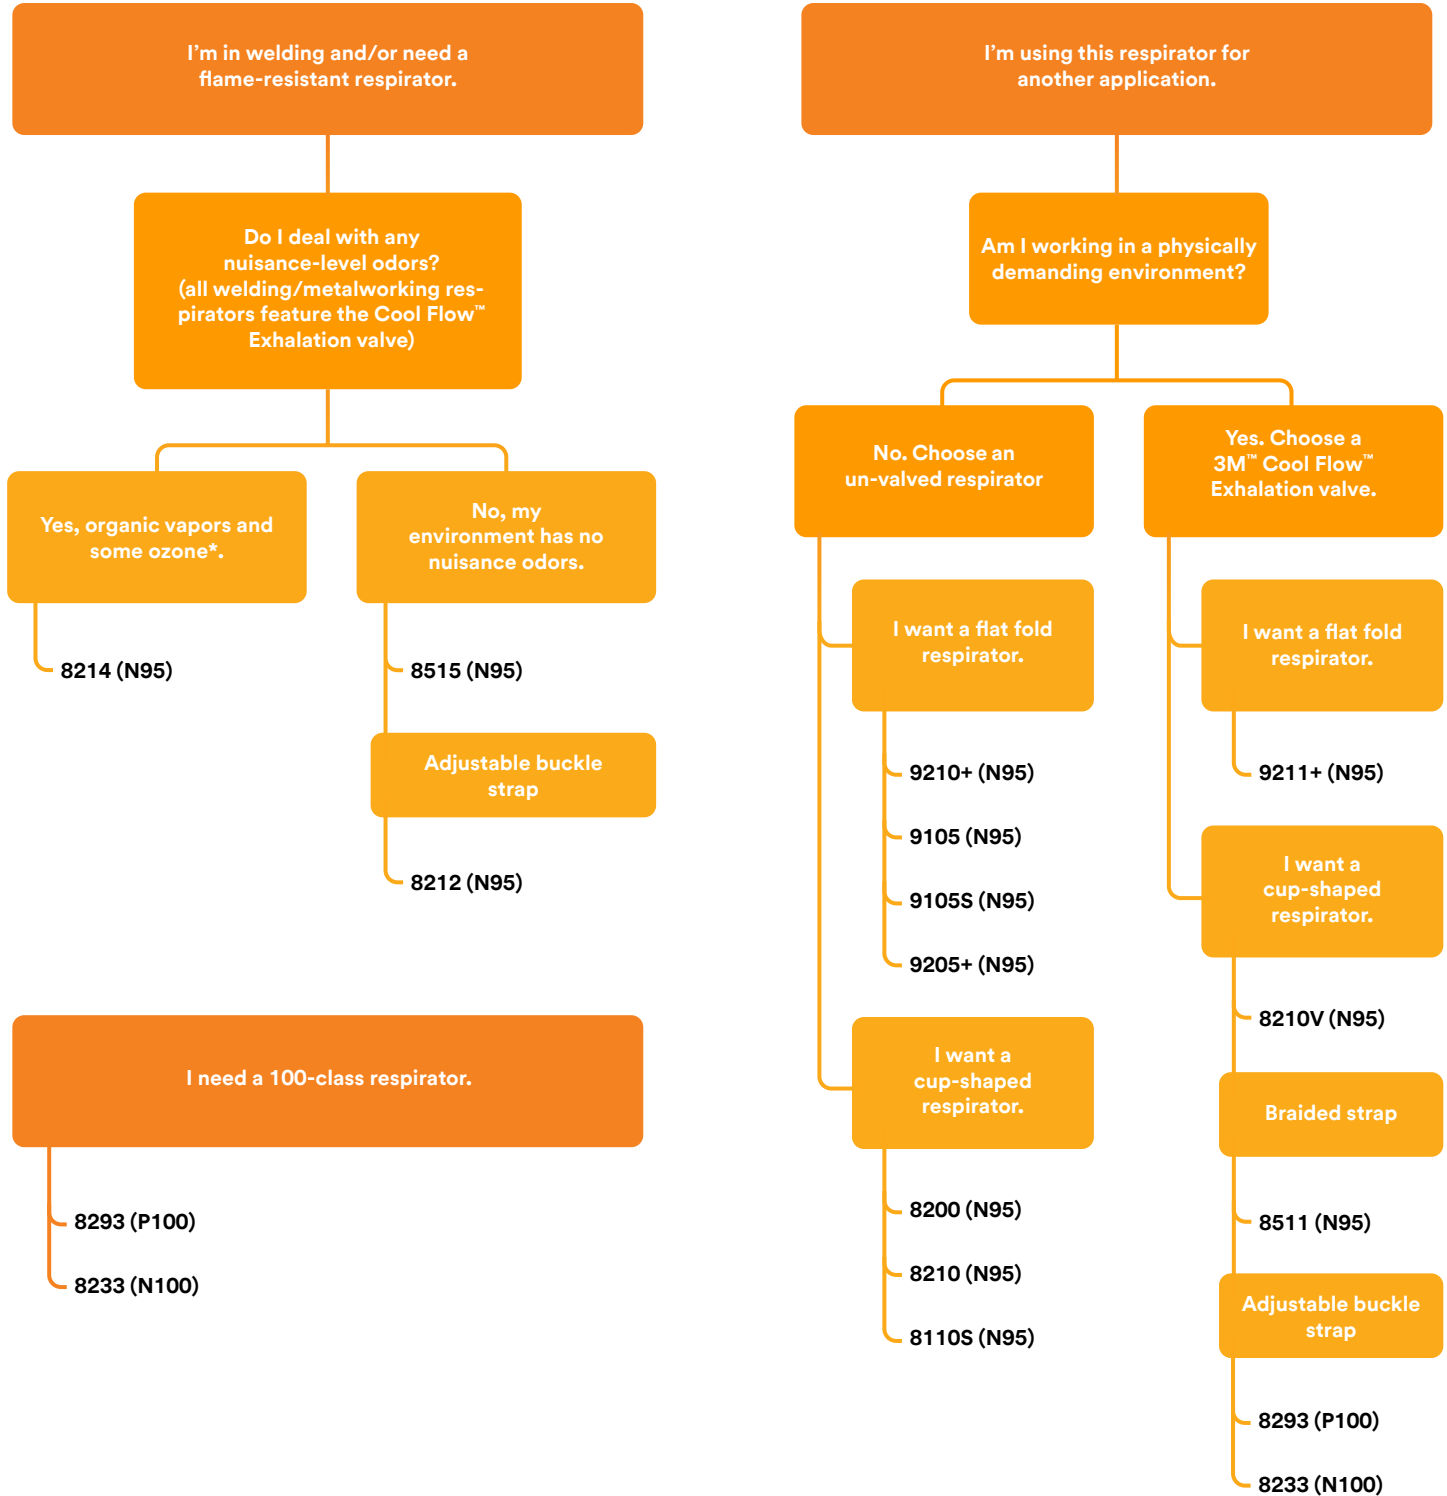 I'm in welding and/or need a
flame-resistant respirator.
Do I deal with any
nuisance-level odors?
(all welding/metalworking res-
pirators feature the Cool Flow™
Exhalation valve)
Yes, organic vapors and
some ozone*.
8214 (N95)
No, my
environment has no
nuisance odors.
8515 (N95)
Adjustable buckle
strap
8212 (N95)
I need a 100-class respirator.
8293 (P100)
8233 (N100)
I'm using this respirator for
another application.
Am I working in a physically
demanding environment?
No. Choose an
un-valved respirator
I want a flat fold
respirator.
9210+ (N95)
9105 (N95)
9105S (N95)
9205+ (N95)
I want a
cup-shaped
respirator.
8200 (N95)
8210 (N95)
8110S (N95)
Yes. Choose a
3M™ Cool Flow™
Exhalation valve.
I want a flat fold
respirator.
9211+ (N95)
I want a
cup-shaped
respirator.
8210V (N95)
Braided strap
8511 (N95)
Adjustable buckle
strap
8293 (P100)
8233 (N100)